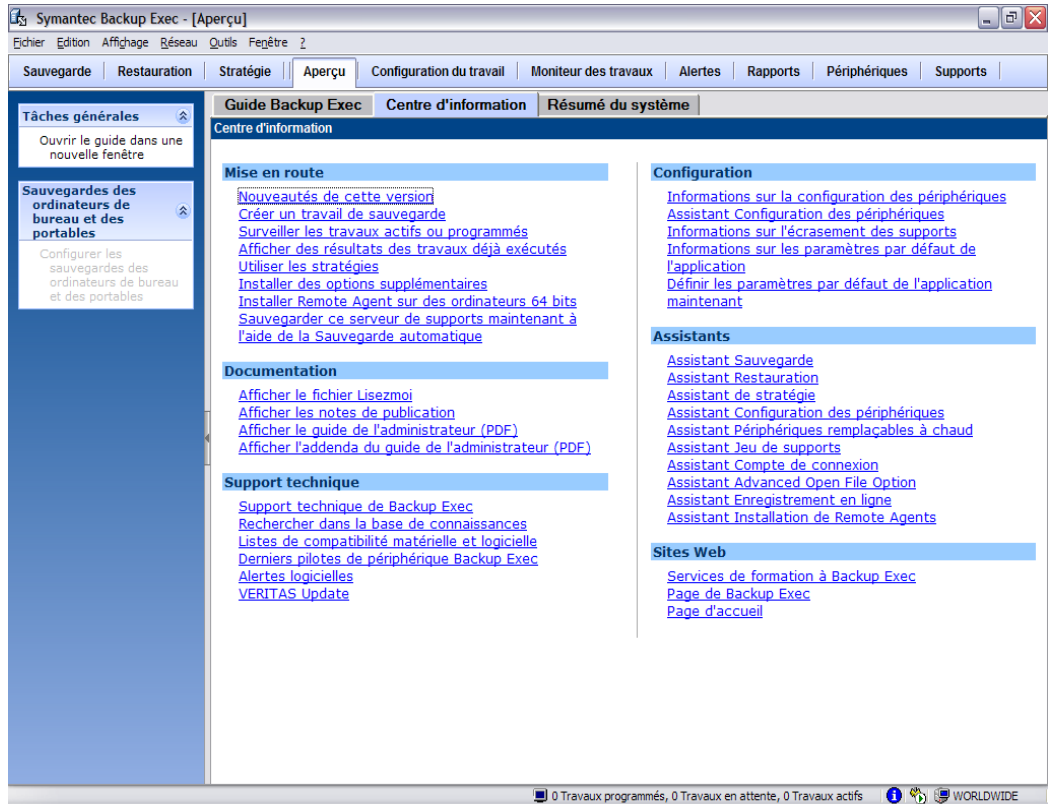 Symantec Backup Exec - [Aperçu]
Fichier Edition Affichage Réseau Outils Fenêtre ?
Sauvegarde Restauration Stratégie Aperçu Configuration du travail Moniteur des travaux Alertes Rapports Périphériques Supports
Tâches générales
Ouvrir le guide dans une
nouvelle fenêtre
Sauvegardes des
ordinateurs de
bureau et des
portables
Configurer les
sauvegardes des
ordinateurs de bureau
et des portables
Guide Backup Exec Centre d'information Résumé du système
Centre d'information
Mise en route
Nouveautés de cette version
Créer un travail de sauvegarde
Surveiller les travaux actifs ou programmés
Afficher des résultats des travaux déjà exécutés
Utiliser les stratégies
Installer des options supplémentaires
Installer Remote Agent sur des ordinateurs 64 bits
Sauvegarder ce serveur de supports maintenant à
l'aide de la Sauvegarde automatique
Documentation
Afficher le fichier Lisezmoi
Afficher les notes de publication
Afficher le guide de l'administrateur (PDF)
Afficher l'addenda du guide de l'administrateur (PDF)
Support technique
Support technique de Backup Exec
Rechercher dans la base de connaissances
Listes de compatibilité matérielle et logicielle
Derniers pilotes de périphérique Backup Exec
Alertes logicielles
VERITAS Update
Configuration
Informations sur la configuration des périphériques
Assistant Configuration des périphériques
Informations sur l'écrasement des supports
Informations sur les paramètres par défaut de
l'application
Définir les paramètres par défaut de l'application
maintenant
Assistants
Assistant Sauvegarde
Assistant Restauration
Assistant de stratégie
Assistant Configuration des périphériques
Assistant Périphériques remplaçables à chaud
Assistant Jeu de supports
Assistant Compte de connexion
Assistant Advanced Open File Option
Assistant Enregistrement en ligne
Assistant Installation de Remote Agents
Sites Web
Services de formation à Backup Exec
Page de Backup Exec
Page d'accueil
0 Travaux programmés, 0 Travaux en attente, 0 Travaux actifs WORLDWIDE